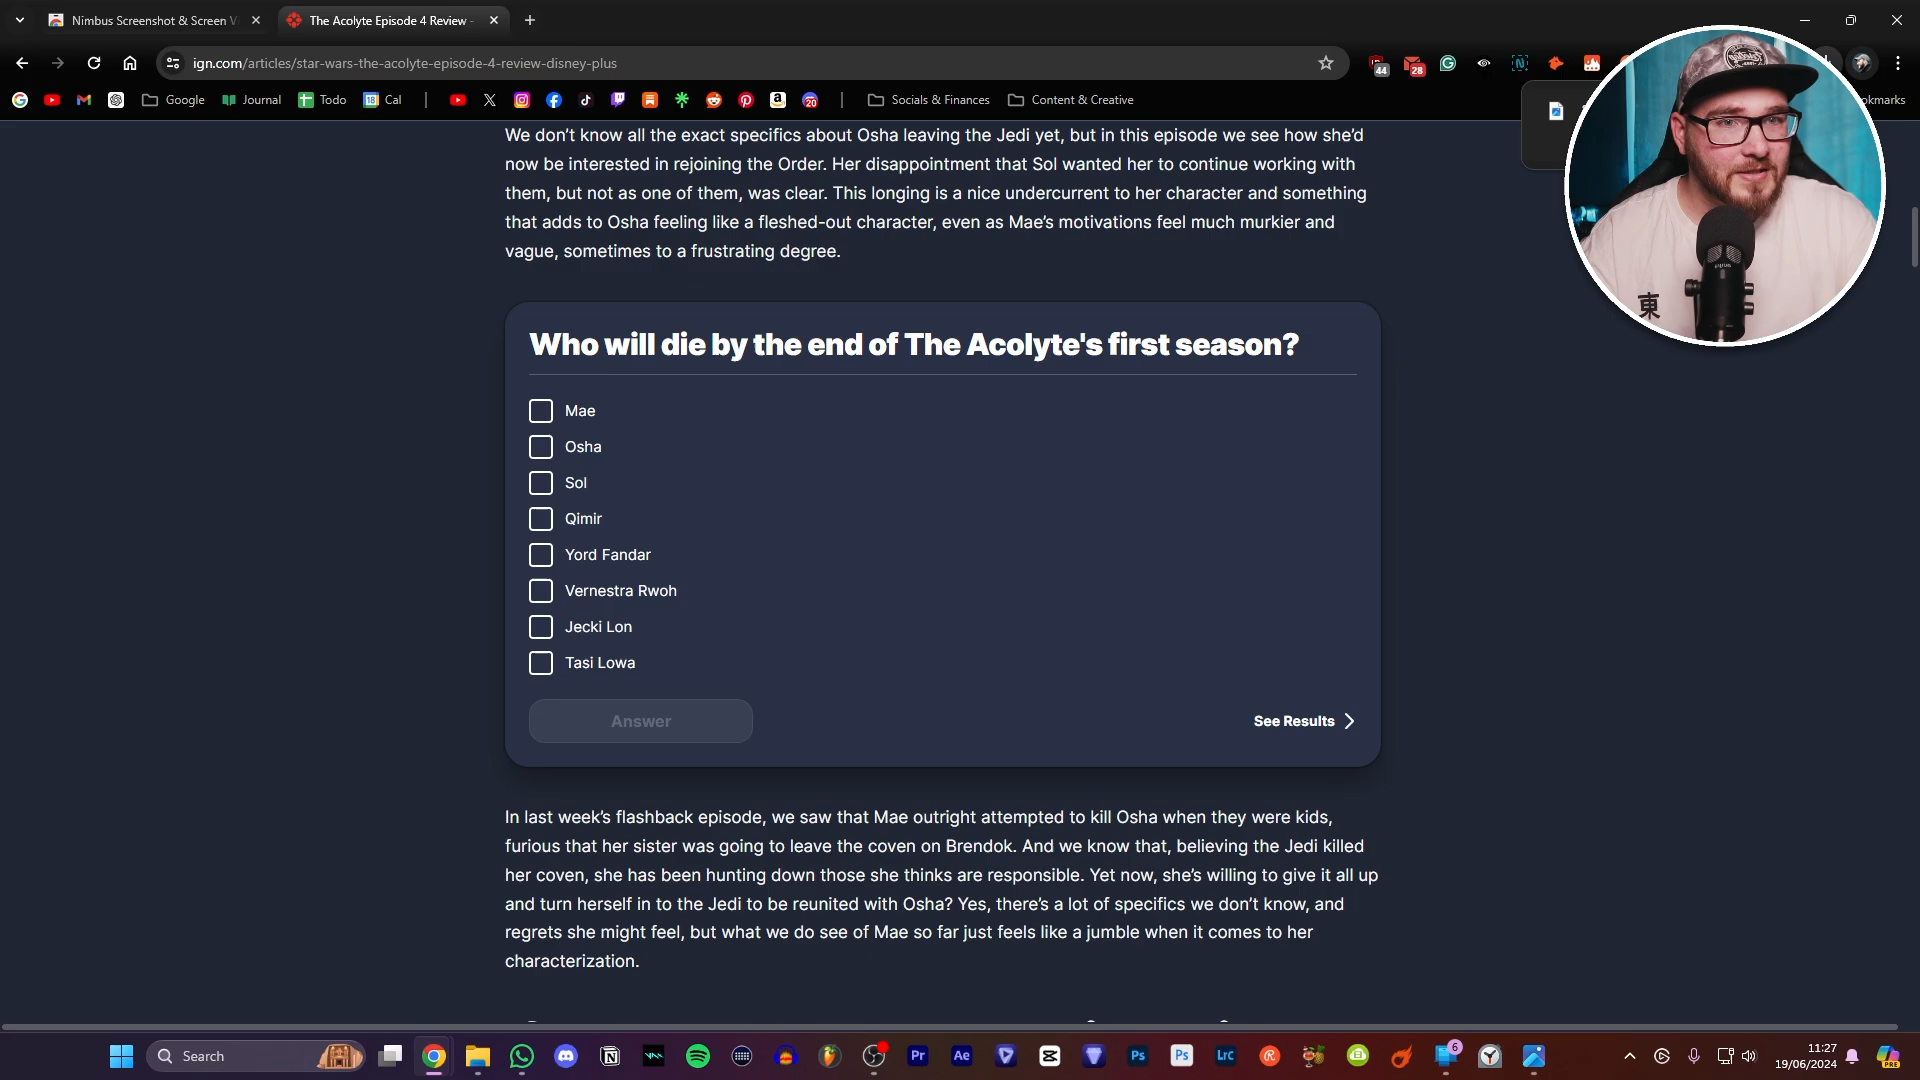 Nimbus Screenshot & Screen V
The Acolyte Episode 4 Review -
ign.com/articles/star-wars-the-acolyte-episode-4-review-disney-plus
44
28
Google
Journal
Todo
18
Cal
20
Socials & Finances
Content & Creative
okmarks
We don't know all the exact specifics about Osha leaving the Jedi yet, but in this episode we see how she'd
now be interested in rejoining the Order. Her disappointment that Sol wanted her to continue working with
them, but not as one of them, was clear. This longing is a nice undercurrent to her character and something
that adds to Osha feeling like a fleshed-out character, even as Mae's motivations feel much murkier and
vague, sometimes to a frustrating degree.
東
Who will die by the end of The Acolyte's first season?
Mae
Osha
Sol
Qimir
Yord Fandar
Vernestra Rwoh
Jecki Lon
Tasi Lowa
Answer
See Results
In last week's flashback episode, we saw that Mae outright attempted to kill Osha when they were kids,
furious that her sister was going to leave the coven on Brendok. And we know that, believing the Jedi killed
her coven, she has been hunting down those she thinks are responsible. Yet now, she's willing to give it all up
and turn herself in to the Jedi to be reunited with Osha? Yes, there's a lot of specifics we don't know, and
regrets she might feel, but what we do see of Mae so far just feels like a jumble when it comes to her
characterization.
Search
Pr
Ae
Ps
Ps
LrC
6
11:27
19/06/2024
PRE